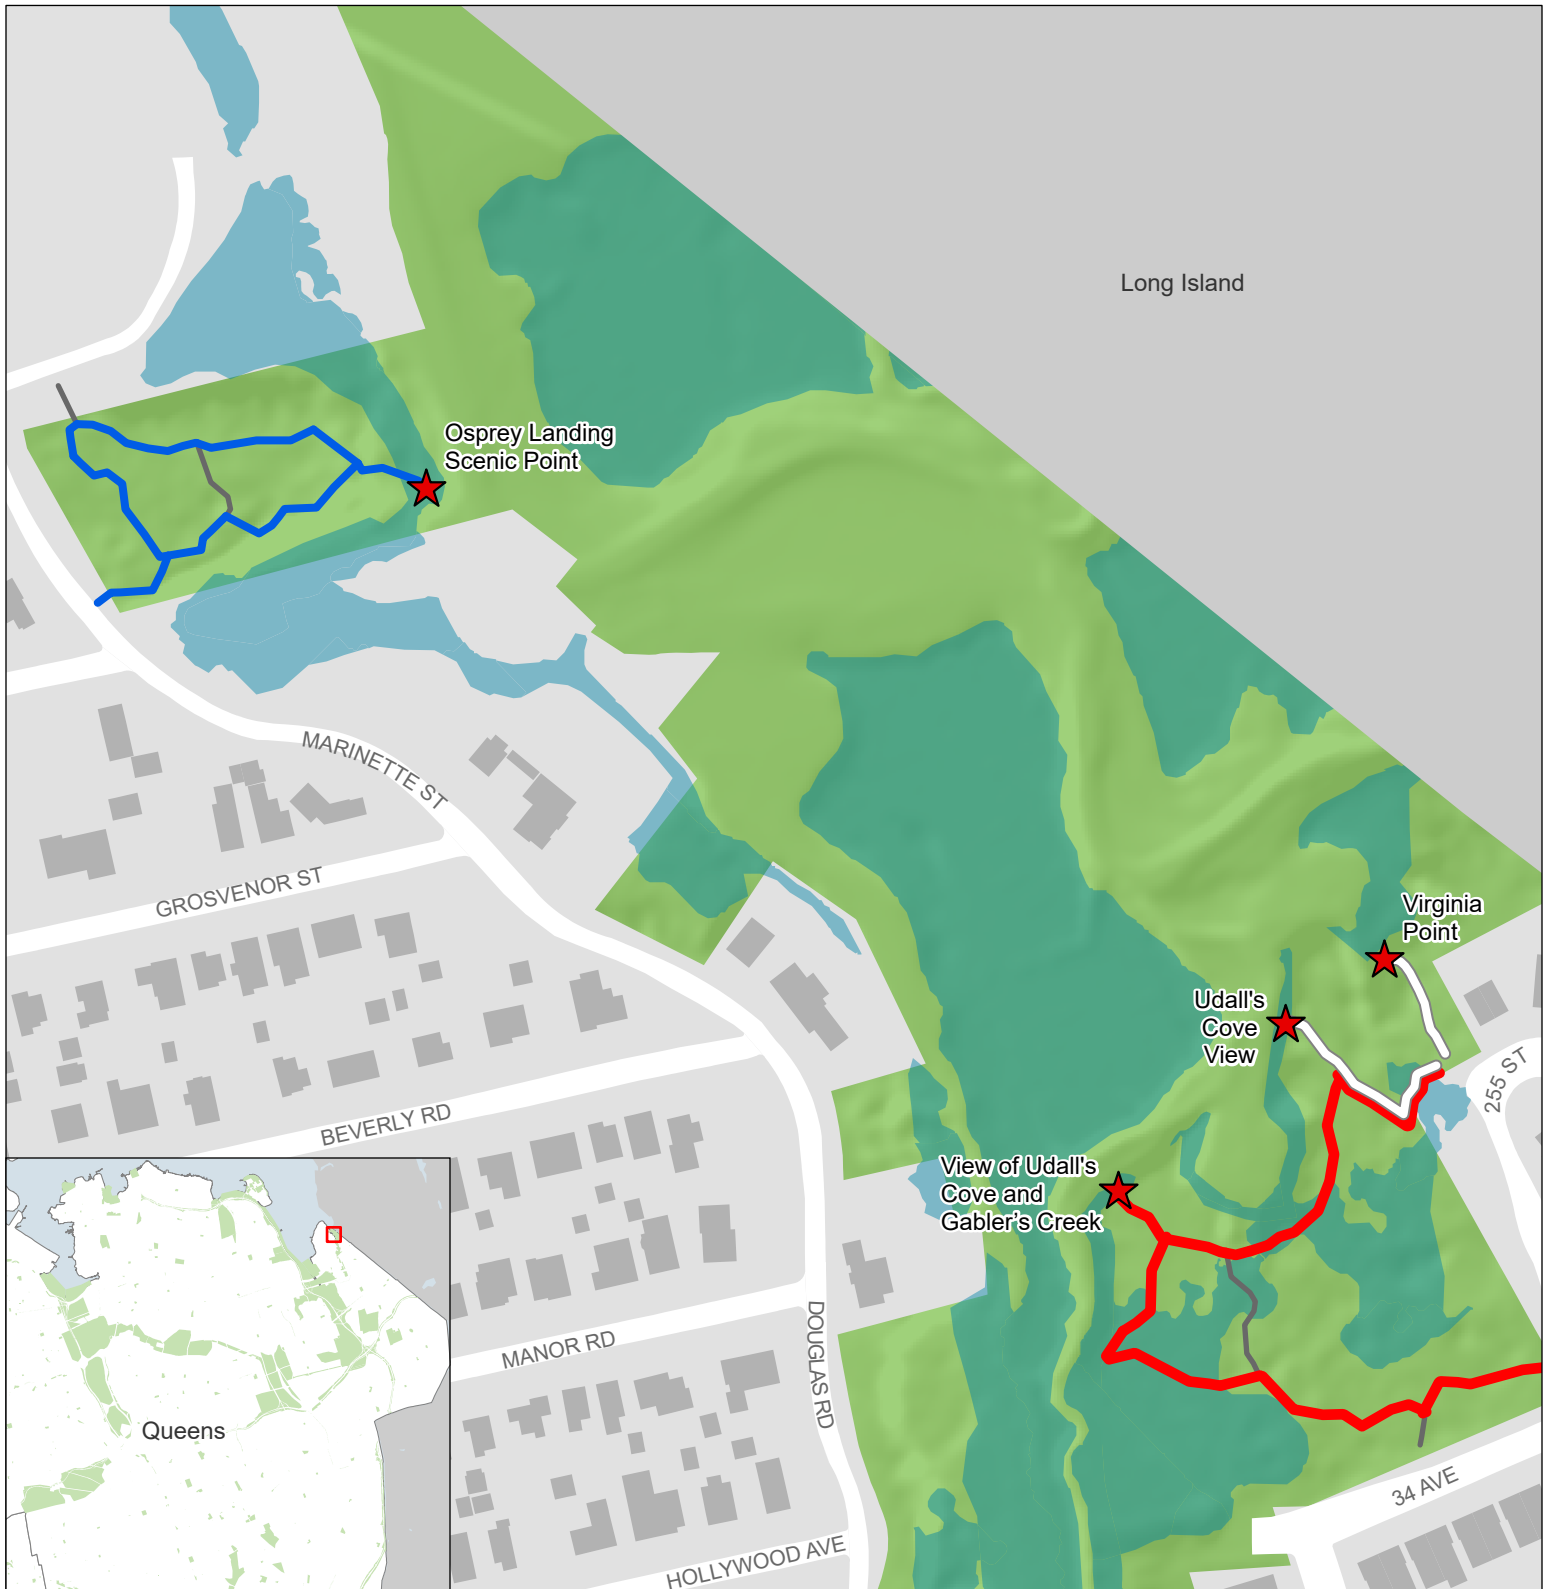 Long Island
Osprey Landing
Scenic Point
MARINETTE ST
GROSVENOR ST
Virginia
Point
Udall's
Cove
View
255 ST
BEVERLY RD
View of Udall's
Cove and
Gabler's Creek
MANOR RD
DOUGLAS RD
Queens
34 AVE
HOLLYWOOD AVE